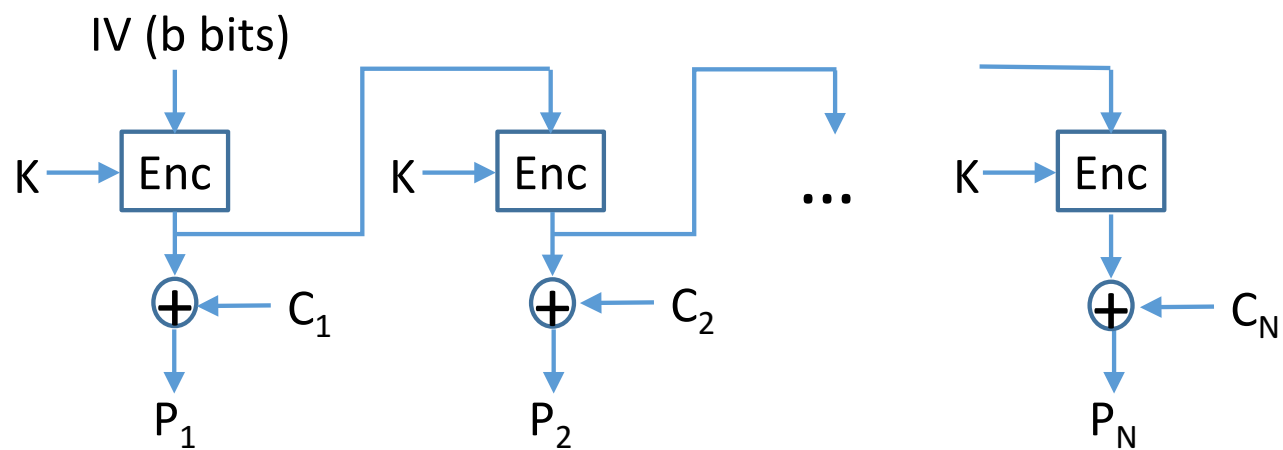 IV (b bits)
K Enc K Enc ... K Enc
+ C1 + C2 + CN
P1 P2 PN